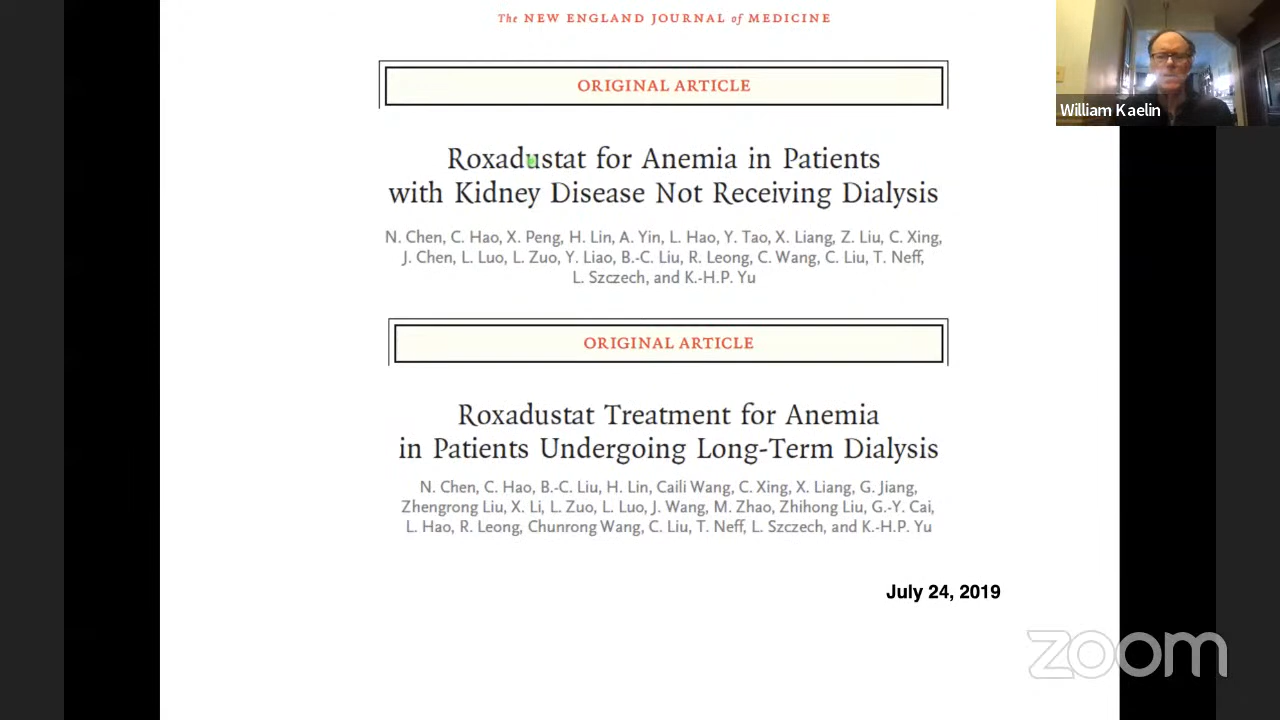 The NEW ENGLAND JOURNAL of MEDICINE
ORIGINAL ARTICLE
Roxadustat for Anemia in Patients
with Kidney Disease Not Receiving Dialysis
N. Chen, C. Hao, X. Peng, H. Lin, A. Yin, L. Hao, Y. Tao, X. Liang, Z. Liu, C. Xing,
J. Chen, L. Luo, L. Zuo, Y. Liao, B.-C. Liu, R. Leong, C. Wang, C. Liu, T. Neff,
L. Szczech, and K.-H.P. Yu
ORIGINAL ARTICLE
Roxadustat Treatment for Anemia
in Patients Undergoing Long-Term Dialysis
N. Chen, C. Hao, B.-C. Liu, H. Lin, Caili Wang, C. Xing, X. Liang, G. Jiang,
Zhengrong Liu, X. Li, L. Zuo, L. Luo, J. Wang, M. Zhao, Zhihong Liu, G.-Y. Cai,
L. Hao, R. Leong, Chunrong Wang, C. Liu, T. Neff, L. Szczech, and K.-H.P. Yu
July 24, 2019
William Kaelin
zoom